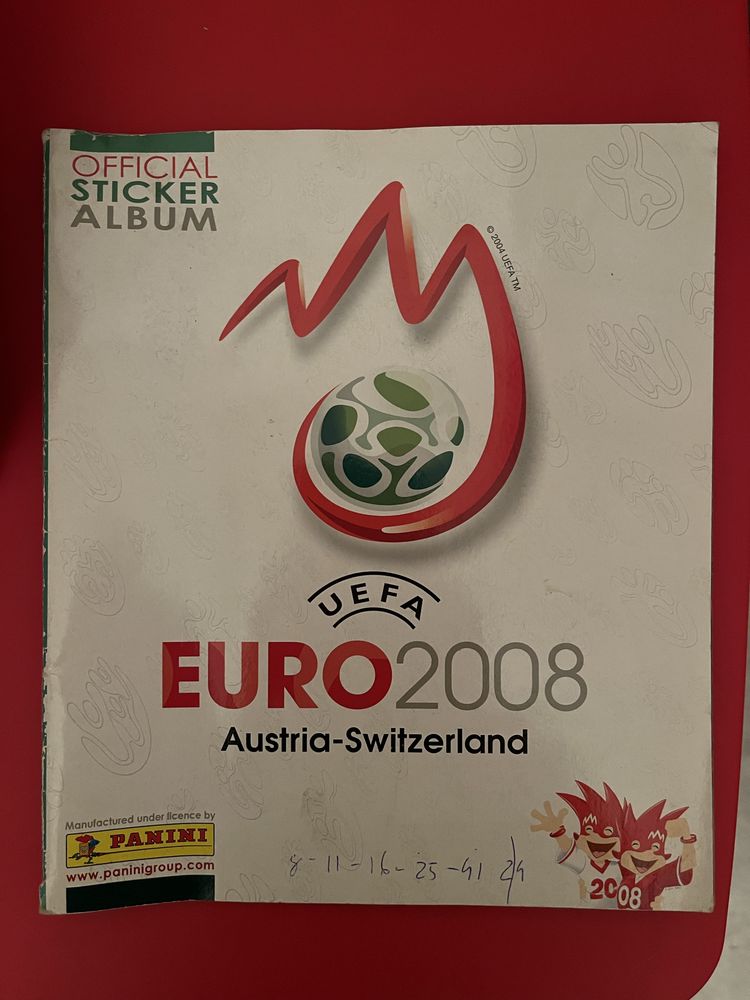 OFFICIAL
STICKER
ALBUM
© 2004 UEFA TM
UEFA
EURO2008
Austria-Switzerland
Manufactured under licence by
PANINI
www.paninigroup.com
8-11-16-25-41
2008